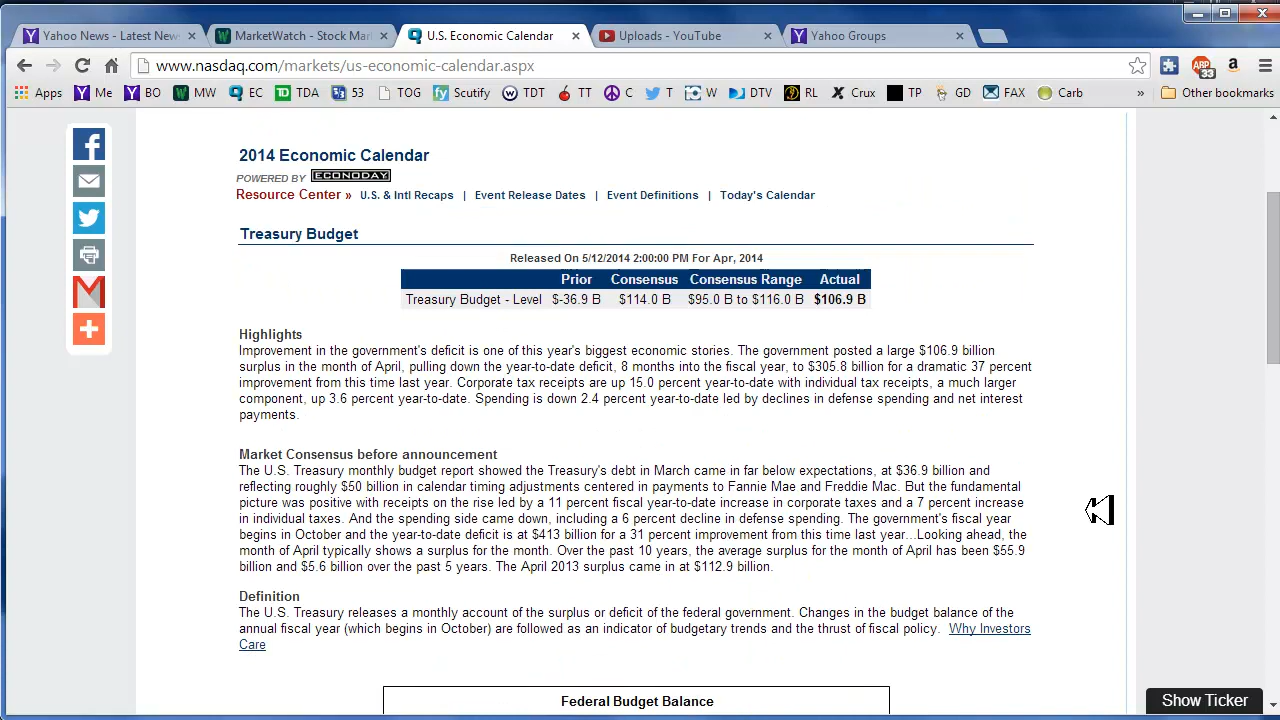 Yahoo News - Latest News
MarketWatch - Stock Mar
U.S. Economic Calendar
Uploads - YouTube
Yahoo Groups
www.nasdaq.com/markets/us-economic-calendar.aspx
ABP
33
Apps
Me
BO
MW
EC
TDA
53
TOG
Scutify
TDT
TT
C
T
W
DTV
RL
Crux
TP
GD
FAX
Carb
»
Other bookmarks
2014 Economic Calendar
POWERED BY ECONODAY
Resource Center » U.S. & Intl Recaps | Event Release Dates | Event Definitions | Today's Calendar
Treasury Budget
Released On 5/12/2014 2:00:00 PM For Apr, 2014
Prior Consensus Consensus Range Actual
Treasury Budget - Level $-36.9 B $114.0 B $95.0 B to $116.0 B $106.9 B
Highlights
Improvement in the government's deficit is one of this year's biggest economic stories. The government posted a large $106.9 billion
surplus in the month of April, pulling down the year-to-date deficit, 8 months into the fiscal year, to $305.8 billion for a dramatic 37 percent
improvement from this time last year. Corporate tax receipts are up 15.0 percent year-to-date with individual tax receipts, a much larger
component, up 3.6 percent year-to-date. Spending is down 2.4 percent year-to-date led by declines in defense spending and net interest
payments.
Market Consensus before announcement
The U.S. Treasury monthly budget report showed the Treasury's debt in March came in far below expectations, at $36.9 billion and
reflecting roughly $50 billion in calendar timing adjustments centered in payments to Fannie Mae and Freddie Mac. But the fundamental
picture was positive with receipts on the rise led by a 11 percent fiscal year-to-date increase in corporate taxes and a 7 percent increase
in individual taxes. And the spending side came down, including a 6 percent decline in defense spending. The government's fiscal year
begins in October and the year-to-date deficit is at $413 billion for a 31 percent improvement from this time last year...Looking ahead, the
month of April typically shows a surplus for the month. Over the past 10 years, the average surplus for the month of April has been $55.9
billion and $5.6 billion over the past 5 years. The April 2013 surplus came in at $112.9 billion.
Definition
The U.S. Treasury releases a monthly account of the surplus or deficit of the federal government. Changes in the budget balance of the
annual fiscal year (which begins in October) are followed as an indicator of budgetary trends and the thrust of fiscal policy. Why Investors
Care
Federal Budget Balance
Show Ticker